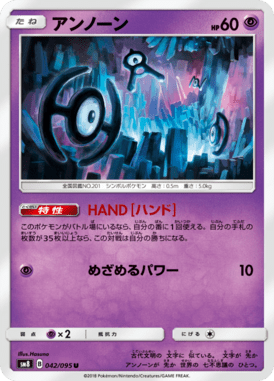 たね アンノーン HP60
全国図鑑NO.201 シンボルポケモン 高さ:0.5m 重さ:5.0kg
特性 HAND[ハンド]
このポケモンがバトル場にいるなら、自分の番に1回使える。自分の手札の
枚数が35枚以上なら、この対戦は自分の勝ちになる。
めざめるパワー 10
弱点 ×2 抵抗力 にげる
illus.Hasuno
sm8 B 042/095 U
古代文明の 文字に 似ている。古代の 文字と
アンノーンが 先か 世界の 七不思議の ひとつ。
©2018 Pokémon/Nintendo/Creatures/GAME FREAK.